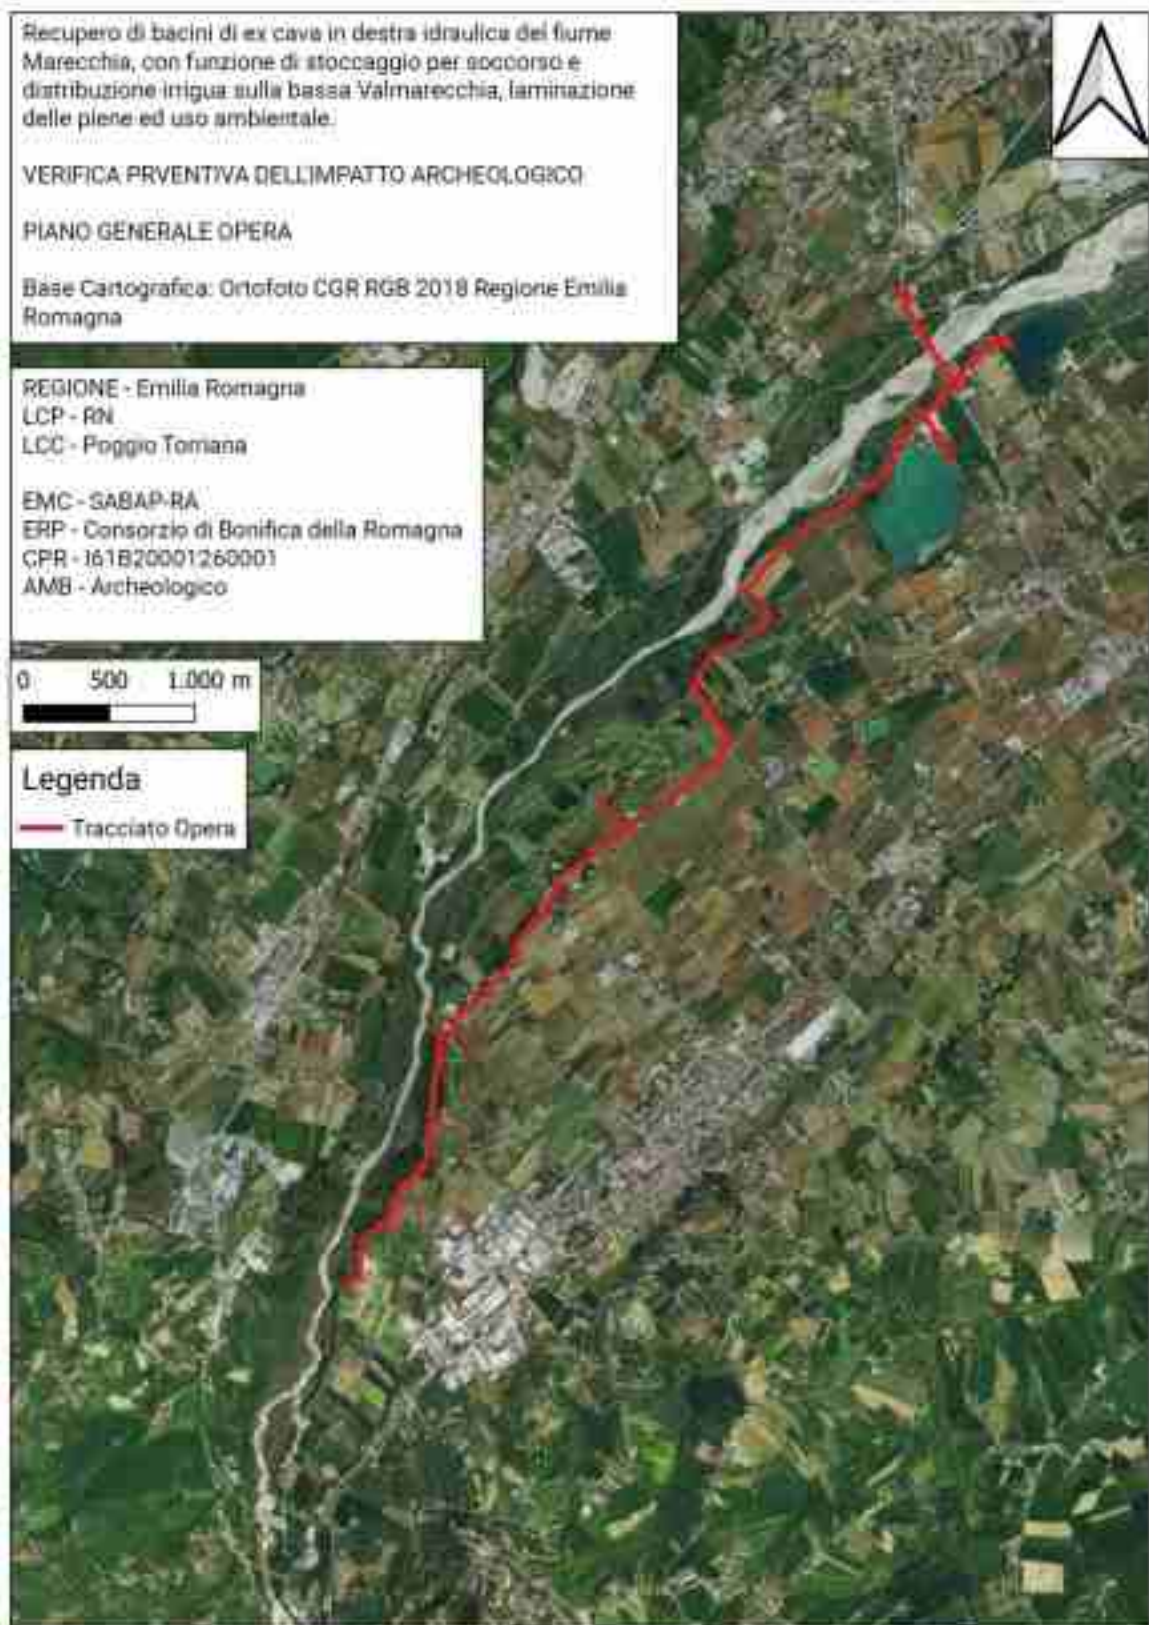 Recupero di bacini di ex cava in destra idraulica del fiume
Marecchia, con funzione di stoccaggio per soccorso e
distribuzione irrigua sulla bassa Valmarecchia, laminazione
delle piene ed uso ambientale.
VERIFICA PRVENTIVA DELL'IMPATTO ARCHEOLOGICO
PIANO GENERALE OPERA
Base Cartografica: Ortofoto CGR RGB 2018 Regione Emilia
Romagna
REGIONE - Emilia Romagna
LCP - RN
LCC - Poggio Torriana
EMC - SABAP-RA
ERP - Consorzio di Bonifica della Romagna
CPR - I61B20001260001
AMB - Archeologico
0 500 1.000 m
Legenda
Tracciato Opera